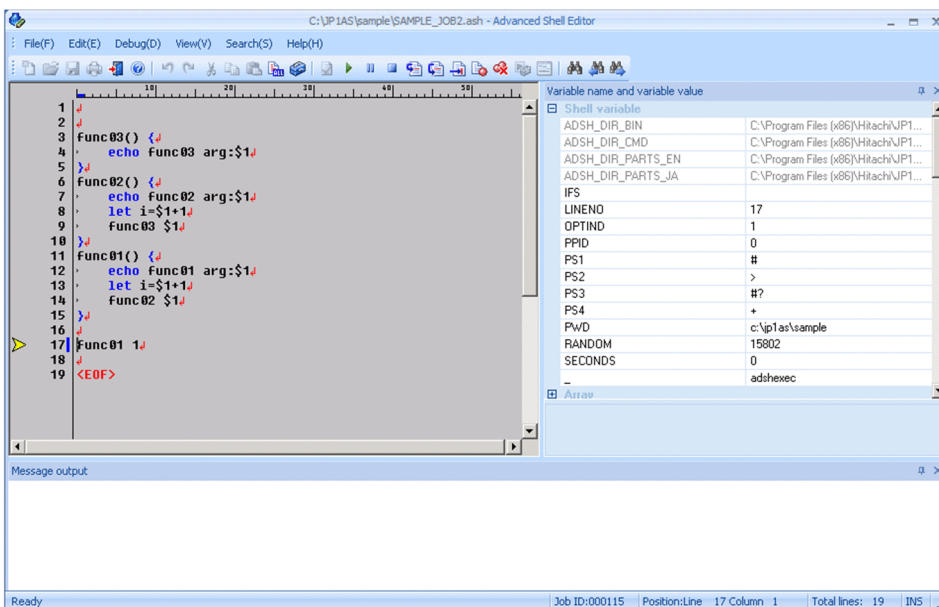 C:\JP1AS\sample\SAMPLE_JOB2.ash - Advanced Shell Editor
File(F) Edit(E) Debug(D) View(V) Search(S) Help(H)
10 20 30 40 50
1
2
3 func03() {
4 echo func03 arg:$1
5 }
6 func02() {
7 echo func02 arg:$1
8 let i=$1+1
9 func03 $1
10 }
11 func01() {
12 echo func01 arg:$1
13 let i=$1+1
14 func02 $1
15 }
16
17 func01 1
18
19 <EOF>
Variable name and variable value
Shell variable
ADSH_DIR_BIN C:\Program Files (x86)\Hitachi\JP1...
ADSH_DIR_CMD C:\Program Files (x86)\Hitachi\JP1...
ADSH_DIR_PARTS_EN C:\Program Files (x86)\Hitachi\JP1...
ADSH_DIR_PARTS_JA C:\Program Files (x86)\Hitachi\JP1...
IFS
LINENO 17
OPTIND 1
PPID 0
PS1 #
PS2 >
PS3 #?
PS4 +
PWD c:\jp1as\sample
RANDOM 15802
SECONDS 0
_ adshexec
Array
Message output
Ready Job ID:000115 Position:Line 17 Column 1 Total lines: 19 INS